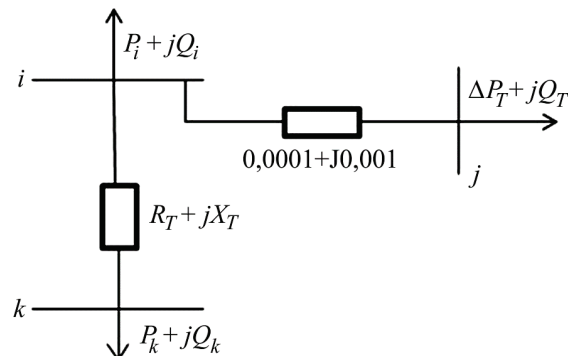 P_i + jQ_i
i
ΔP_T + jQ_T
0,0001+J0,001
j
R_T + jX_T
k
P_k + jQ_k